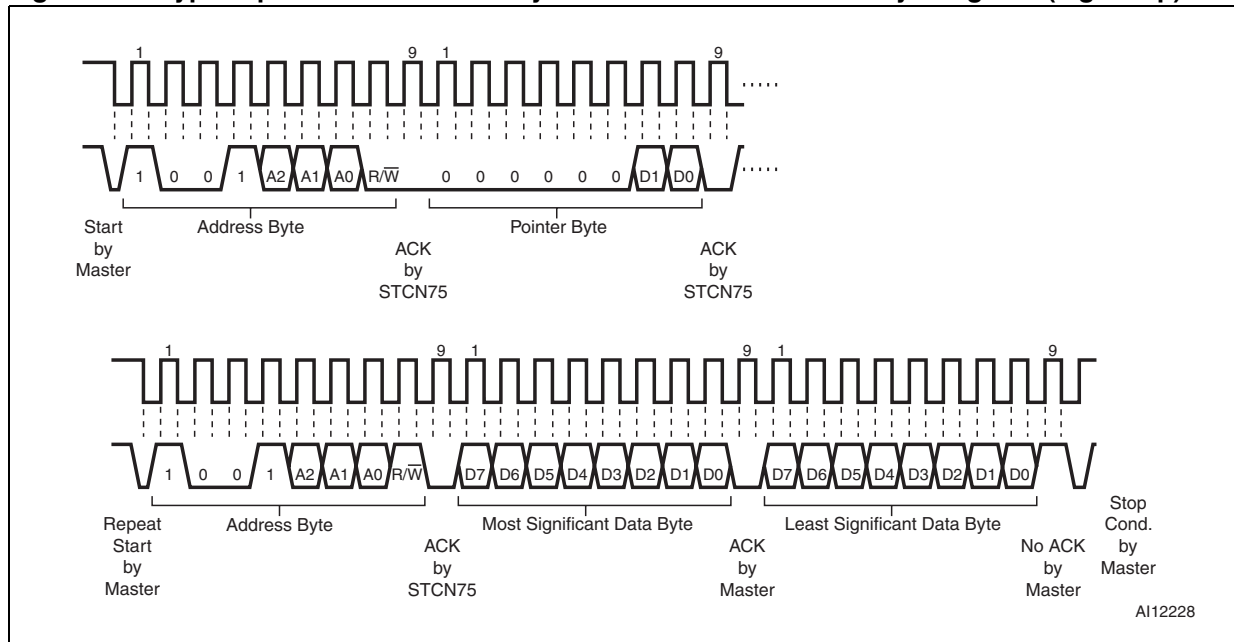 1 9 1 9
1 0 0 1 A2 A1 A0 R/W 0 0 0 0 0 0 D1 D0
Start by Master
Address Byte
Pointer Byte
ACK by STCN75
ACK by STCN75
1 9 1 9 1 9
1 0 0 1 A2 A1 A0 R/W D7 D6 D5 D4 D3 D2 D1 D0 D7 D6 D5 D4 D3 D2 D1 D0
Repeat Start by Master
Address Byte
ACK by STCN75
Most Significant Data Byte
ACK by Master
Least Significant Data Byte
No ACK by Master
Stop Cond. by Master
AI12228